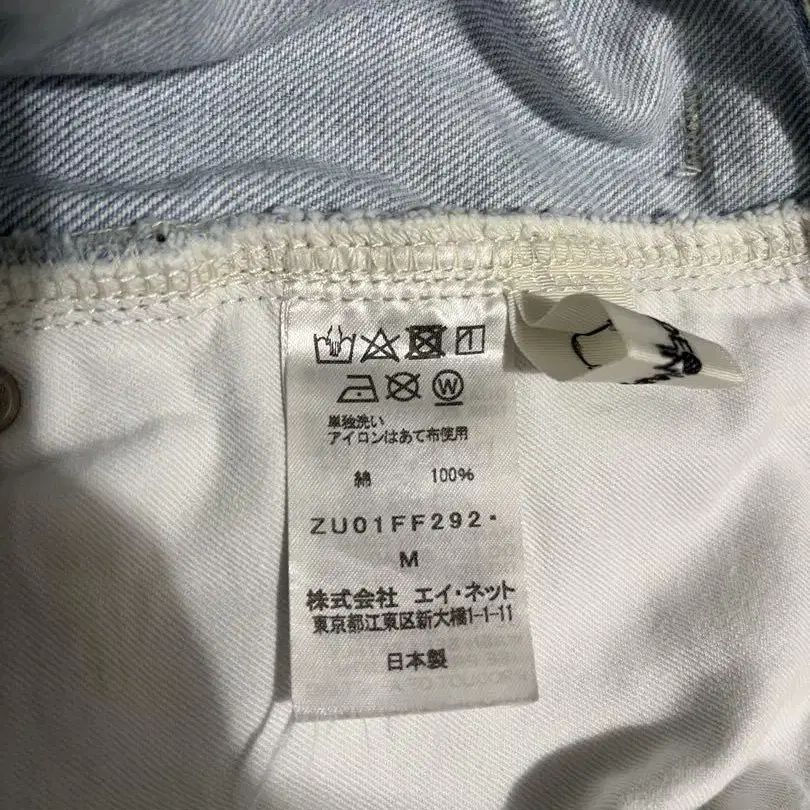 W
単独洗い
アイロンはあて布使用
綿 100%
ZU01FF292・
M
株式会社 エイ・ネット
東京都江東区新大橋1-1-11
日本製